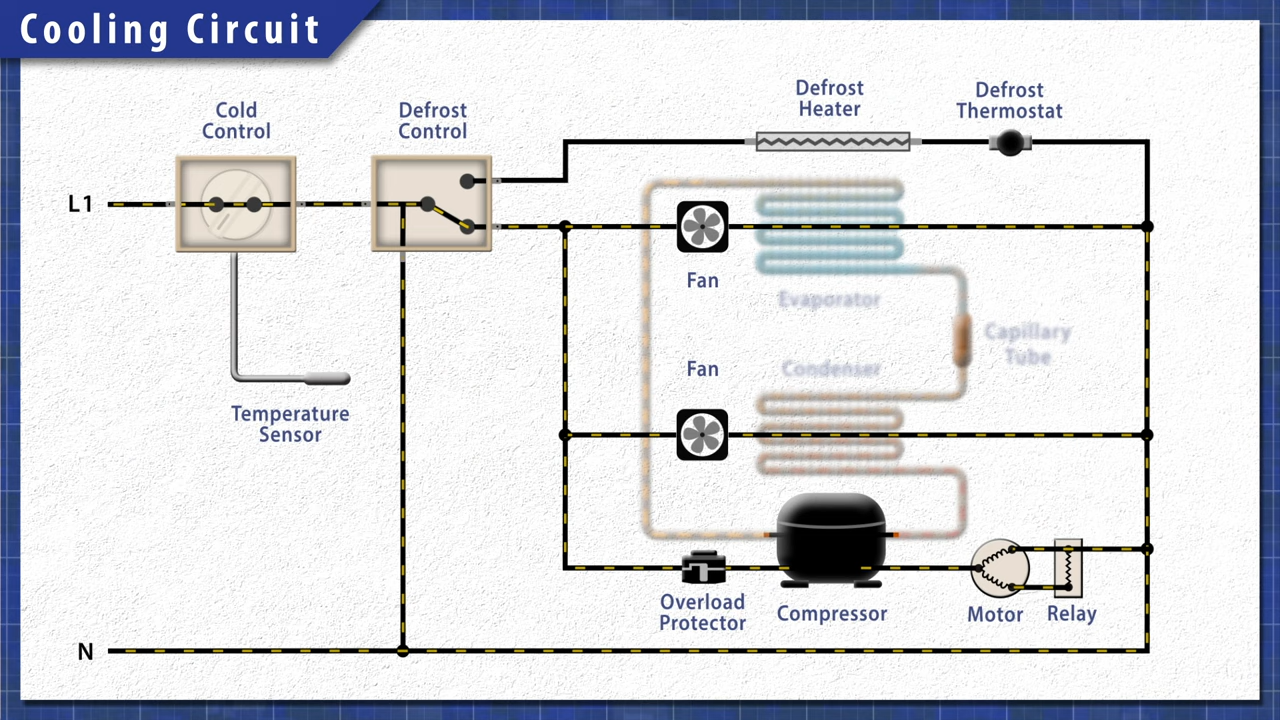 Cooling Circuit
Cold
Control
Defrost
Control
Defrost
Heater
Defrost
Thermostat
L1
Fan
Evaporator
Capillary
Tube
Fan
Condenser
Temperature
Sensor
Overload
Protector
Compressor
Motor
Relay
N